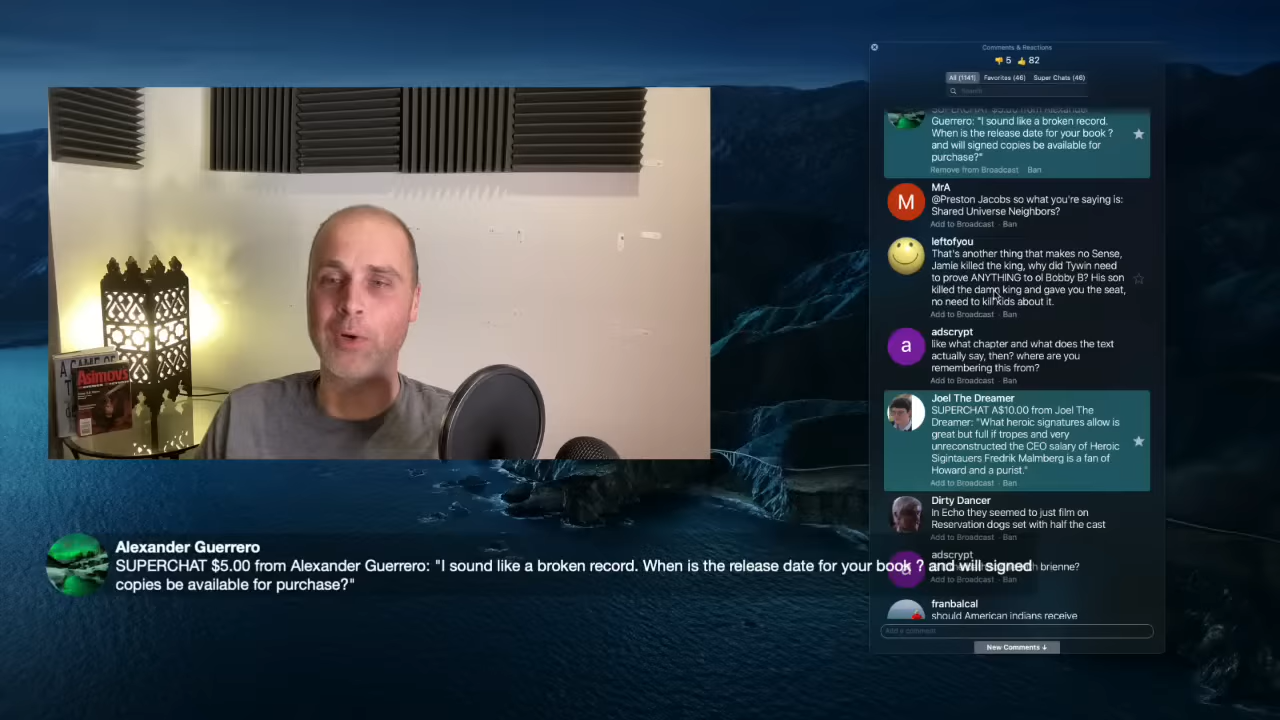 Comments & Reactions
5 82
All (1141) Favorites (46) Super Chats (46)
Search
SUPERCHAT $5.00 from Alexander
Guerrero: "I sound like a broken record.
When is the release date for your book ?
and will signed copies be available for
purchase?"
Remove from Broadcast · Ban
M
MrA
@Preston Jacobs so what you're saying is:
Shared Universe Neighbors?
Add to Broadcast · Ban
leftofyou
That's another thing that makes no Sense,
Jamie killed the king, why did Tywin need
to prove ANYTHING to ol Bobby B? His son
killed the damn king and gave you the seat,
no need to kill kids about it.
Add to Broadcast · Ban
a
adscrypt
like what chapter and what does the text
actually say, then? where are you
remembering this from?
Add to Broadcast · Ban
Joel The Dreamer
SUPERCHAT A$10.00 from Joel The
Dreamer: "What heroic signatures allow is
great but full if tropes and very
unreconstructed the CEO salary of Heroic
Sigintauers Fredrik Malmberg is a fan of
Howard and a purist."
Add to Broadcast · Ban
Dirty Dancer
In Echo they seemed to just film on
Reservation dogs set with half the cast
Add to Broadcast · Ban
a
adscrypt
brienne?
Add to Broadcast · Ban
franbalcal
should American indians receive
Add a comment
New Comments ↓
A GAME OF
Asimov's
Alexander Guerrero
SUPERCHAT $5.00 from Alexander Guerrero: "I sound like a broken record. When is the release date for your book ? and will signed
copies be available for purchase?"